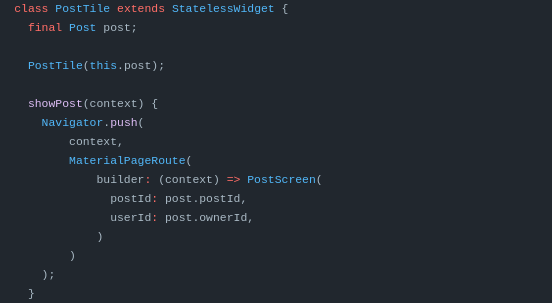 class PostTile extends StatelessWidget {
  final Post post;

  PostTile(this.post);

  showPost(context) {
    Navigator.push(
        context,
        MaterialPageRoute(
            builder: (context) => PostScreen(
              postId: post.postId,
              userId: post.ownerId,
            )
        )
    );
  }